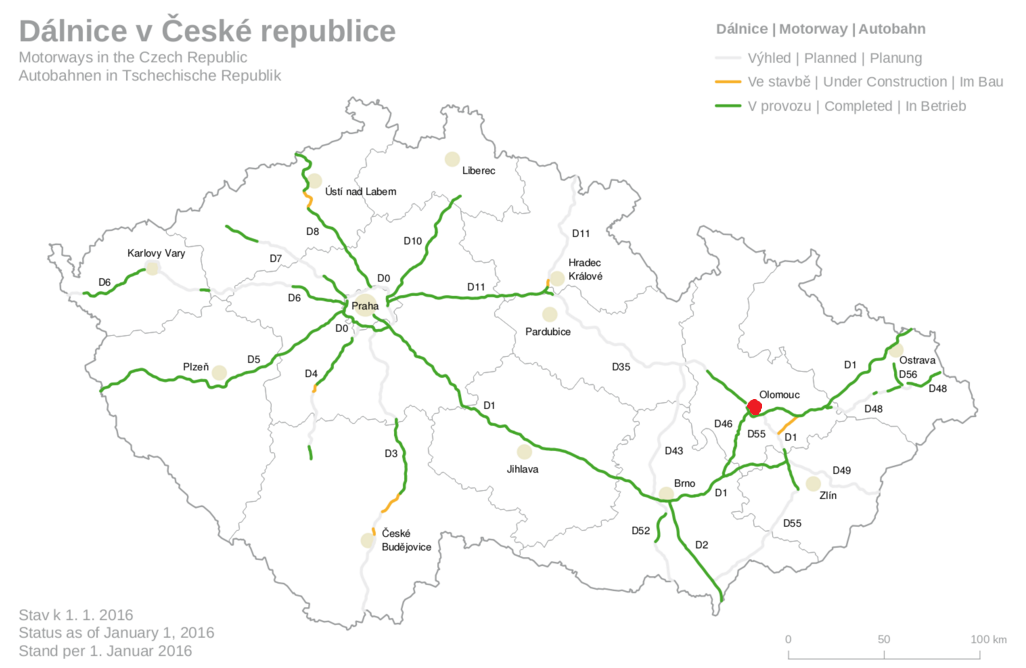 Dálnice v České republice
Motorways in the Czech Republic
Autobahnen in Tschechische Republik
Dálnice | Motorway | Autobahn
Výhled | Planned | Planung
Ve stavbě | Under Construction | Im Bau
V provozu | Completed | In Betrieb
Liberec
Ústí nad Labem
D8
D10
D11
Karlovy Vary
D7
Hradec
Králové
D6
D0
D6
D11
Praha
Pardubice
D0
Plzeň
D5
D4
D35
D1
Ostrava
D56
D48
Olomouc
D48
D1
D46
D55
D1
D3
Jihlava
D43
D49
Brno
D1
Zlín
D55
D52
D2
České
Budějovice
Stav k 1. 1. 2016
Status as of January 1, 2016
Stand per 1. Januar 2016
0 50 100 km